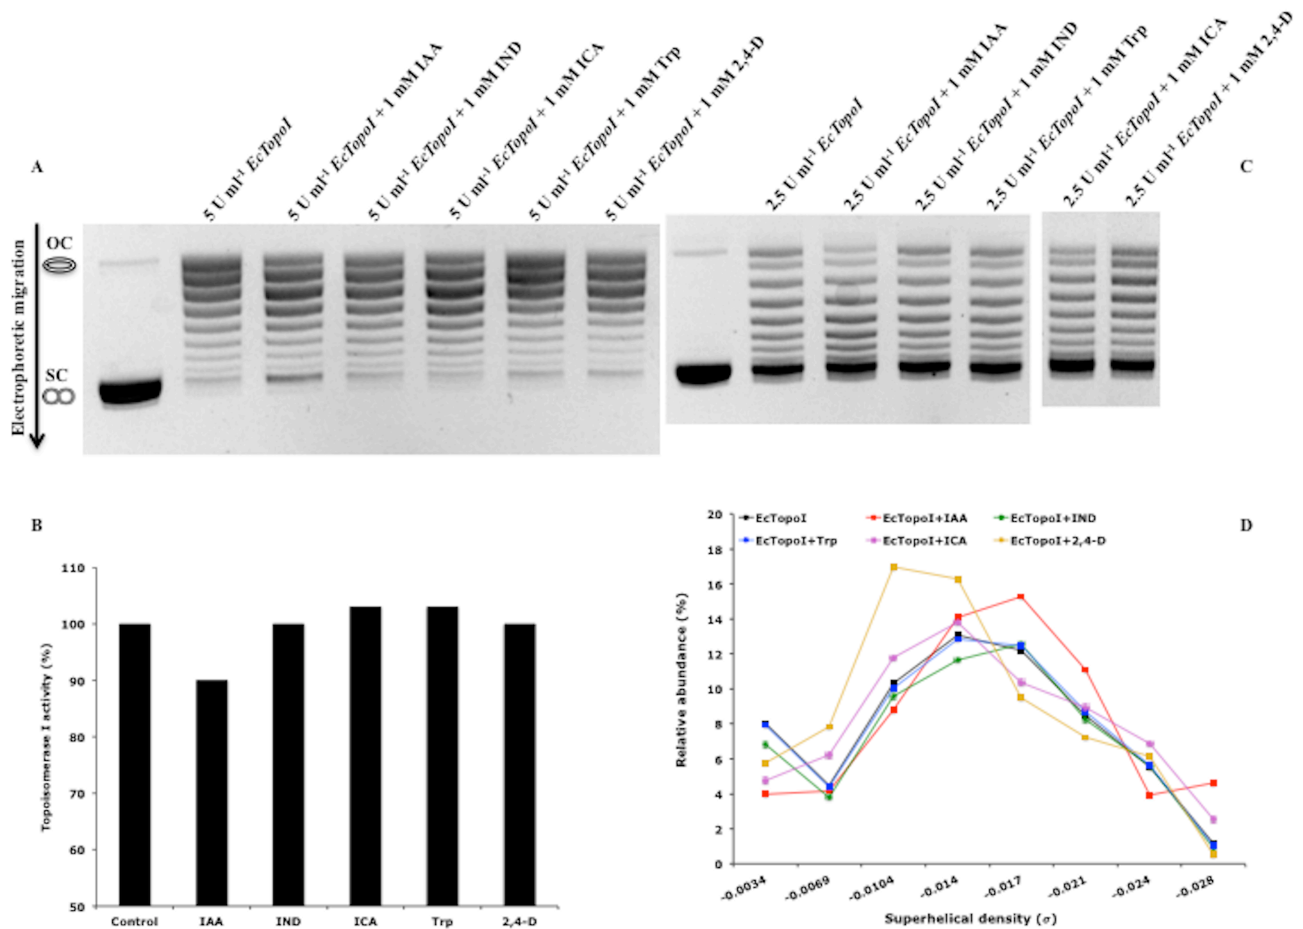 A
5 U ml-1 EcTopoI
5 U ml-1 EcTopoI + 1 mM IAA
5 U ml-1 EcTopoI + 1 mM IND
5 U ml-1 EcTopoI + 1 mM ICA
5 U ml-1 EcTopoI + 1 mM Trp
5 U ml-1 EcTopoI + 1 mM 2,4-D
Electrophoretic migration
OC
SC
C
2.5 U ml-1 EcTopoI
2.5 U ml-1 EcTopoI + 1 mM IAA
2.5 U ml-1 EcTopoI + 1 mM IND
2.5 U ml-1 EcTopoI + 1 mM Trp
2.5 U ml-1 EcTopoI + 1 mM ICA
2.5 U ml-1 EcTopoI + 1 mM 2,4-D
B
Topoisomerase I activity (%)
110
100
90
80
70
60
50
Control IAA IND ICA Trp 2,4-D
D
EcTopoI EcTopoI+IAA EcTopoI+IND
EcTopoI+Trp EcTopoI+ICA EcTopoI+2,4-D
Relative abundance (%)
20
18
16
14
12
10
8
6
4
2
0
-0.0034 -0.0069 -0.0104 -0.014 -0.017 -0.021 -0.024 -0.028
Superhelical density (σ)